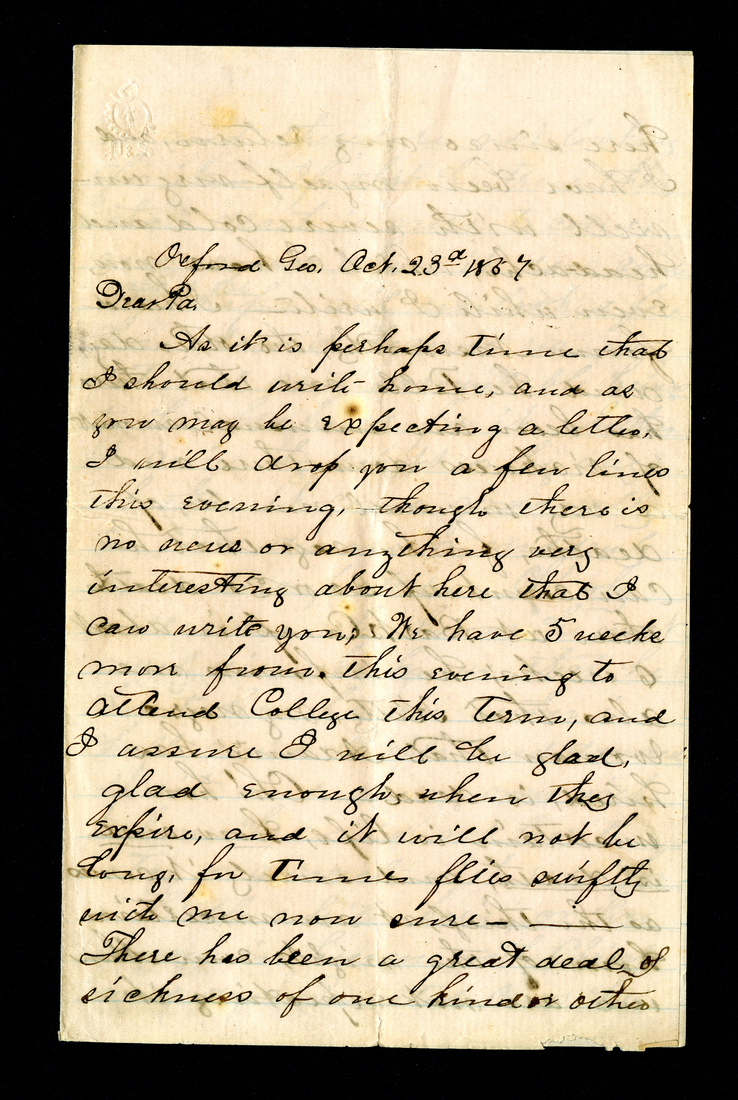 Oxford Geo. Oct. 23d 1867
Dear Pa.
As it is perhaps time that
I should write home, and as
you may be expecting a letter,
I will drop you a few lines
this evening, though there is
no news or anything very
interesting about here that I
can write you; We have 5 weeks
more from this evening to
attend College this term, and
I assure I will be glad,
glad enough when they
expire, and it will not be
long, for time flies swiftly
with me now sure —
There has been a great deal of
sickness of one kind or other